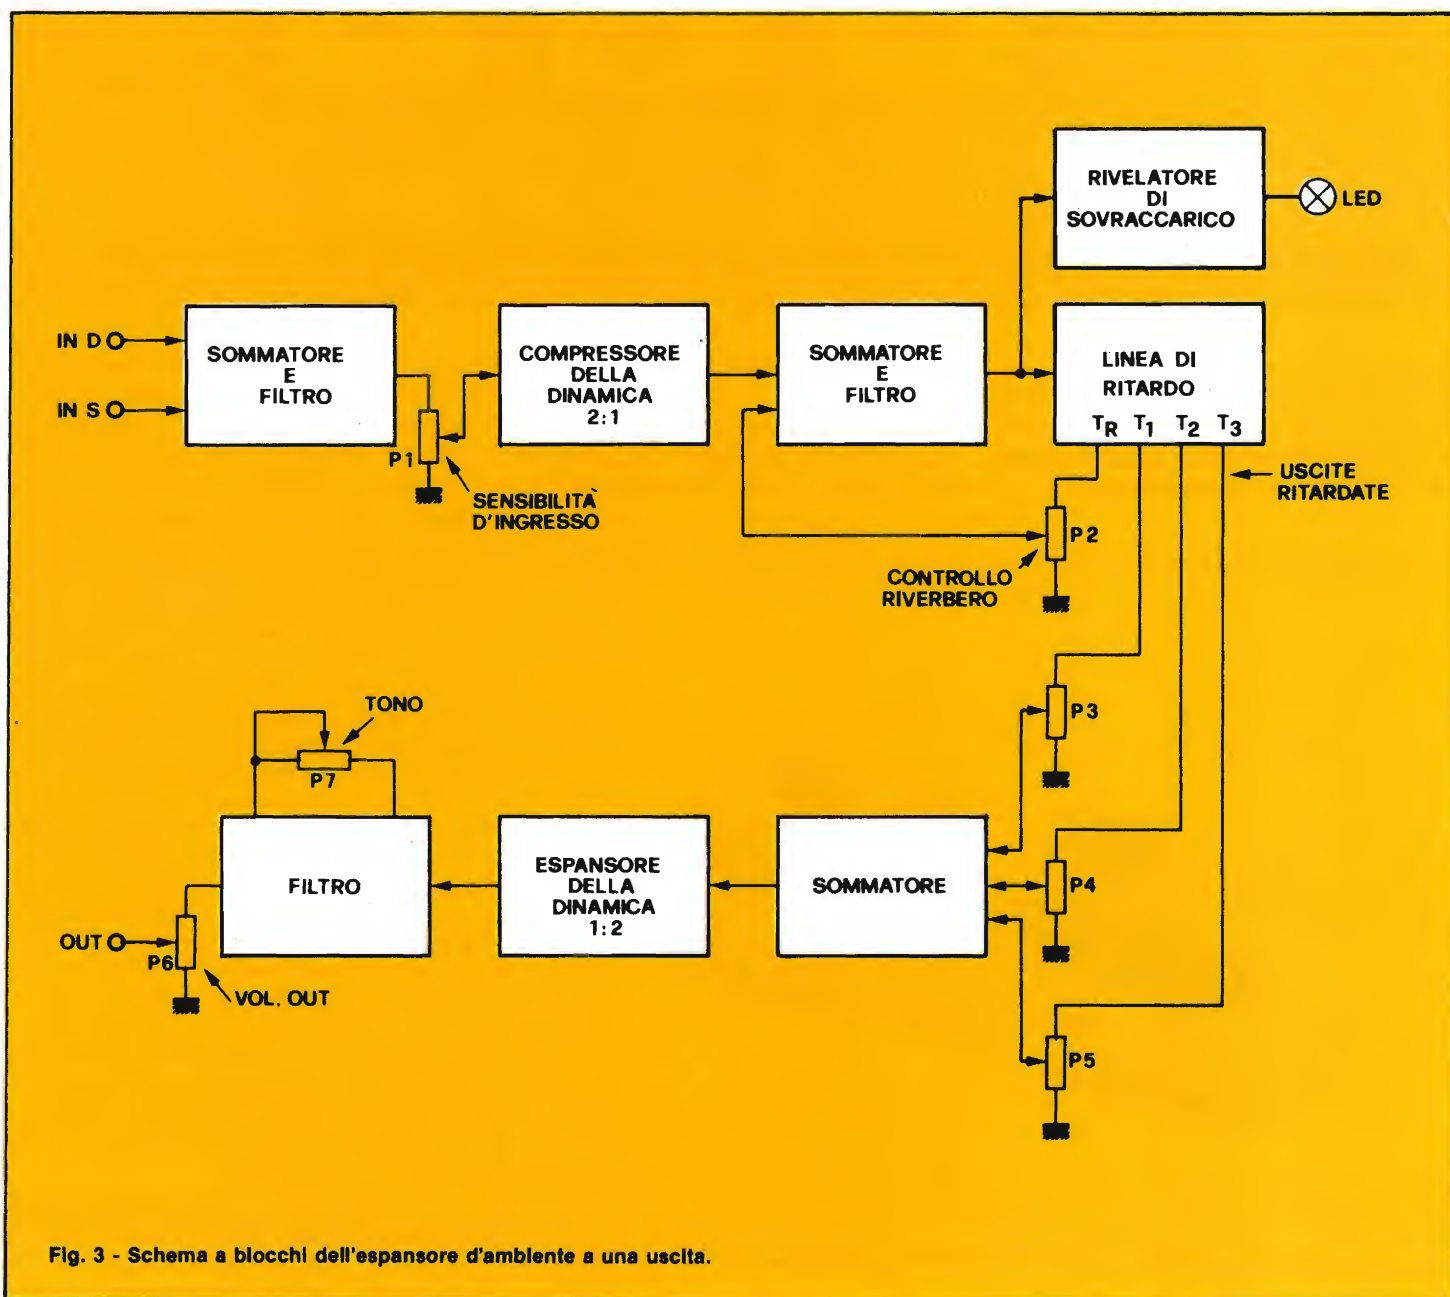 RIVELATORE
DI
SOVRACCARICO
LED
IN D
IN S
SOMMATORE
E
FILTRO
P1
SENSIBILITÀ
D'INGRESSO
COMPRESSORE
DELLA
DINAMICA
2:1
SOMMATORE
E
FILTRO
LINEA DI
RITARDO
TR T1 T2 T3
USCITE
RITARDATE
P2
CONTROLLO
RIVERBERO
P3
TONO
P7
FILTRO
ESPANSORE
DELLA
DINAMICA
1:2
SOMMATORE
P4
OUT
P6
VOL. OUT
P5
Fig. 3 - Schema a blocchi dell'espansore d'ambiente a una uscita.